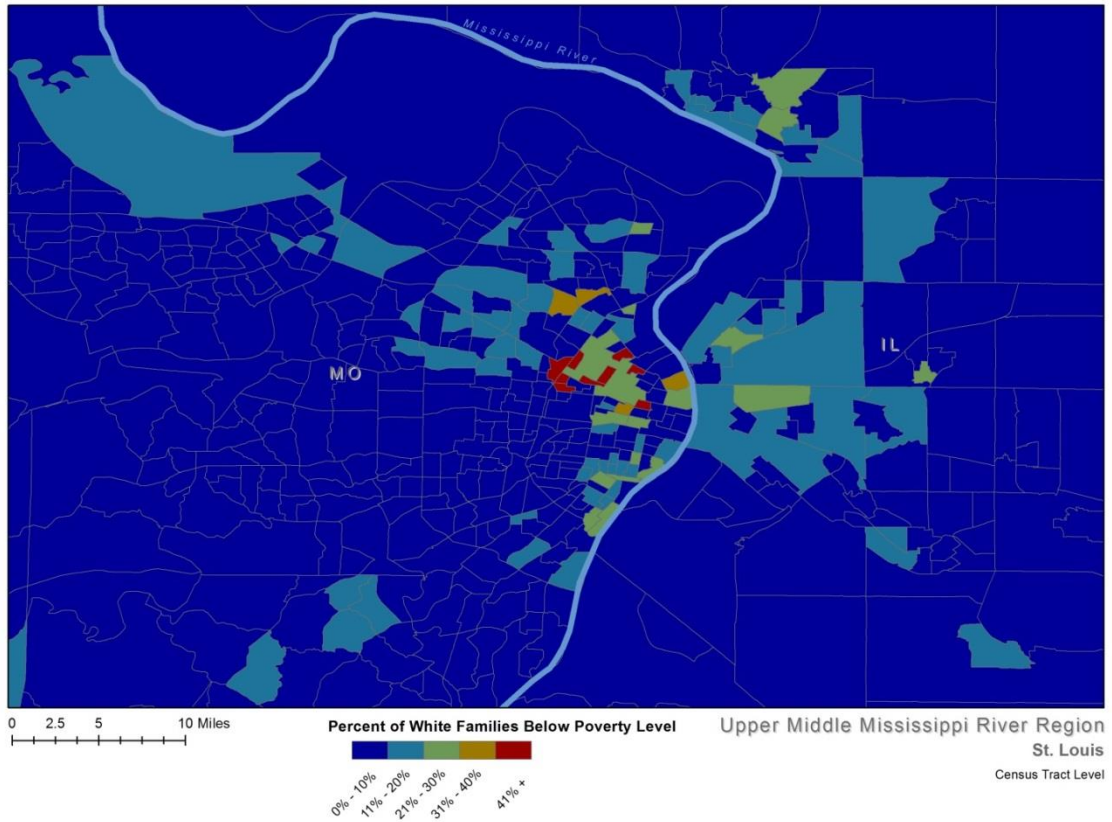 Mississippi River
IL
MO
0 2.5 5 10 Miles
Percent of White Families Below Poverty Level
0% - 10%
11% - 20%
21% - 30%
31% - 40%
41% +
Upper Middle Mississippi River Region
St. Louis
Census Tract Level